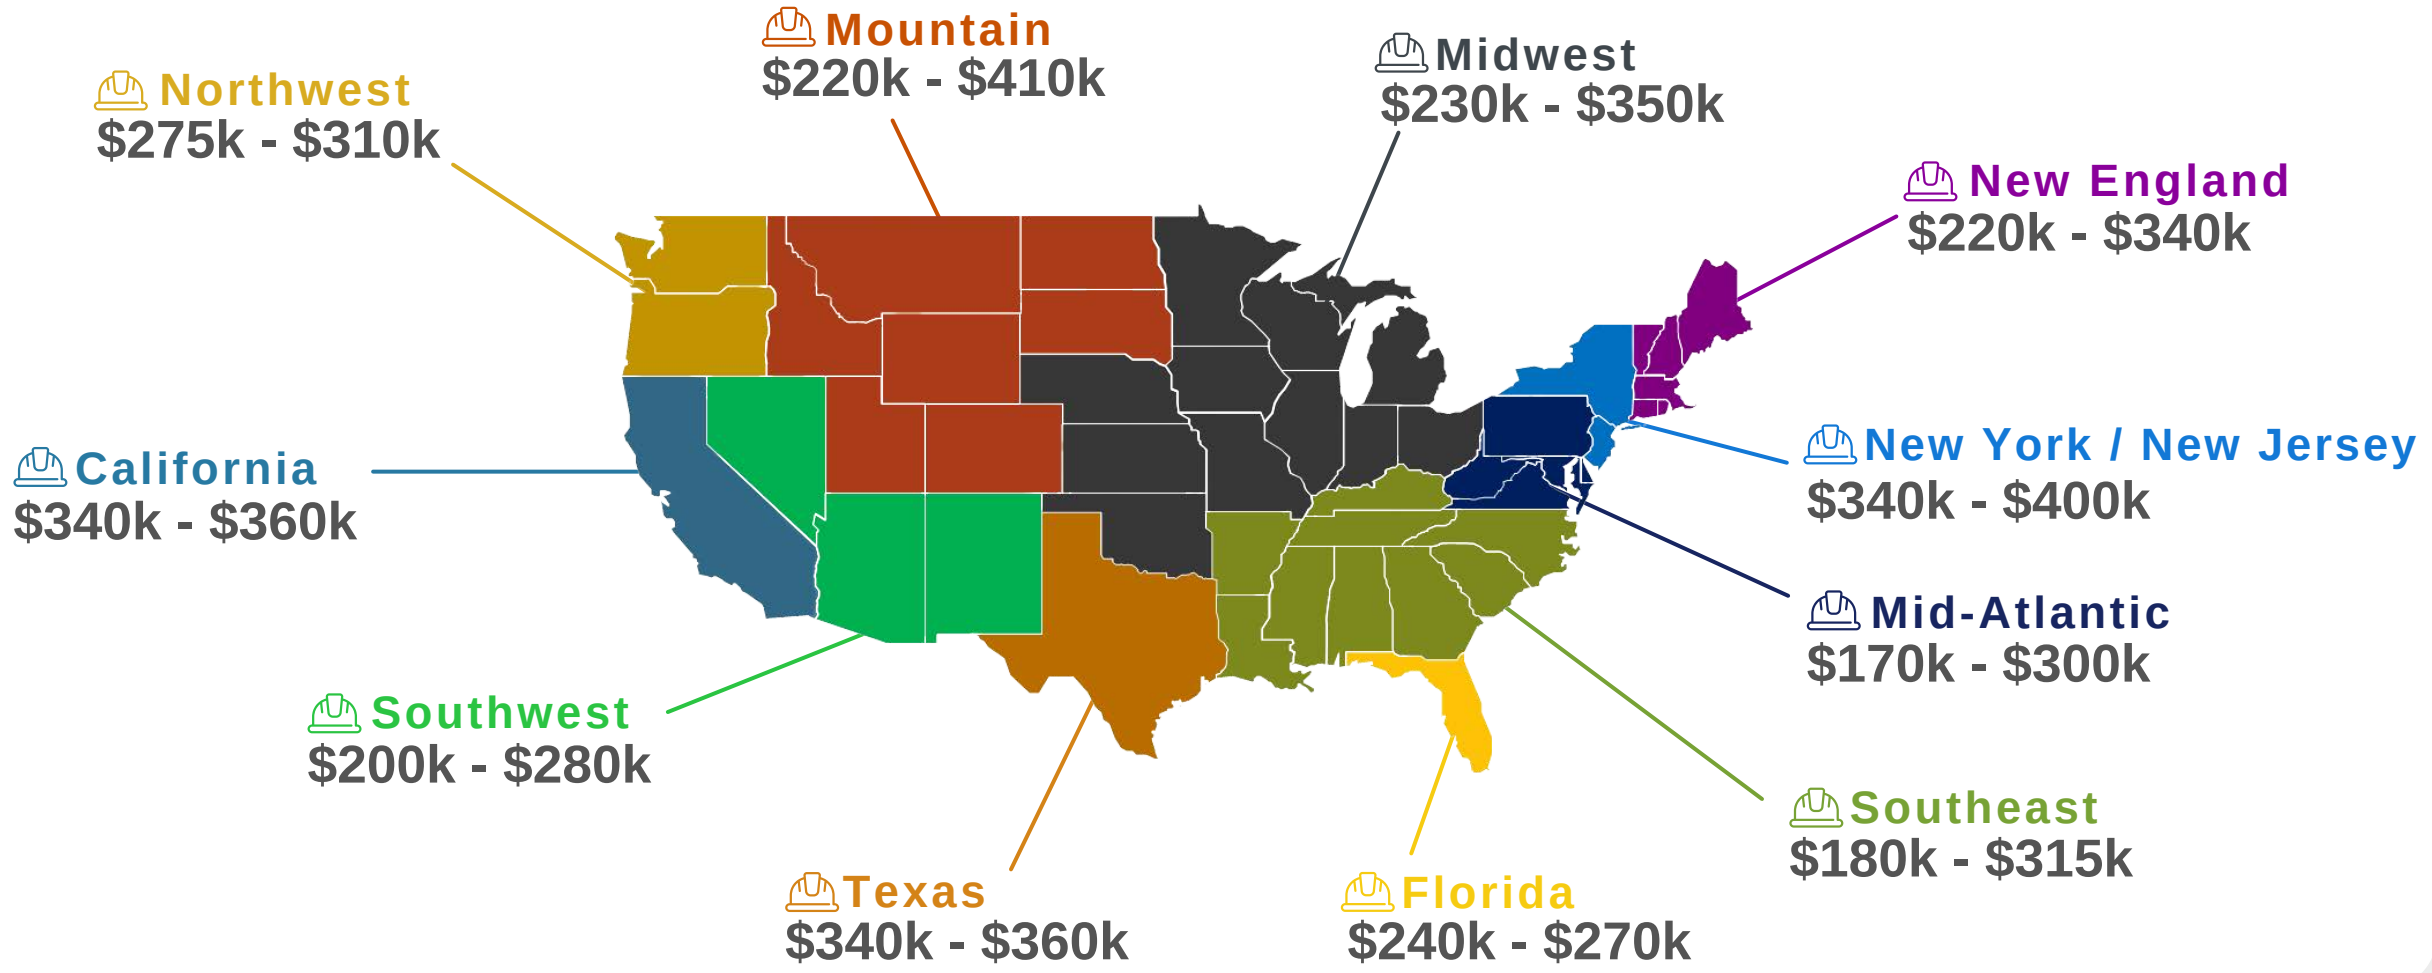 Mountain
$220k - $410k
Midwest
$230k - $350k
Northwest
$275k - $310k
New England
$220k - $340k
New York / New Jersey
$340k - $400k
California
$340k - $360k
Mid-Atlantic
$170k - $300k
Southwest
$200k - $280k
Southeast
$180k - $315k
Texas
$340k - $360k
Florida
$240k - $270k